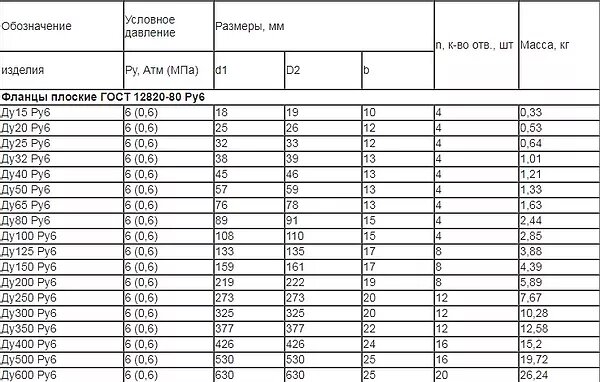 Обозначение Условное давление Размеры, мм n, к-во отв., шт Масса, кг
изделия Ру, Атм (МПа) d1 D2 b
Фланцы плоские ГОСТ 12820-80 Ру6
Ду15 Ру6 6 (0,6) 18 19 10 4 0,33
Ду20 Ру6 6 (0,6) 25 26 12 4 0,53
Ду25 Ру6 6 (0,6) 32 33 12 4 0,64
Ду32 Ру6 6 (0,6) 38 39 13 4 1,01
Ду40 Ру6 6 (0,6) 45 46 13 4 1,21
Ду50 Ру6 6 (0,6) 57 59 13 4 1,33
Ду65 Ру6 6 (0,6) 76 78 13 4 1,63
Ду80 Ру6 6 (0,6) 89 91 15 4 2,44
Ду100 Ру6 6 (0,6) 108 110 15 4 2,85
Ду125 Ру6 6 (0,6) 133 135 17 8 3,88
Ду150 Ру6 6 (0,6) 159 161 17 8 4,39
Ду200 Ру6 6 (0,6) 219 222 19 8 5,89
Ду250 Ру6 6 (0,6) 273 273 20 12 7,67
Ду300 Ру6 6 (0,6) 325 325 20 12 10,28
Ду350 Ру6 6 (0,6) 377 377 22 12 12,58
Ду400 Ру6 6 (0,6) 426 426 24 16 15,2
Ду500 Ру6 6 (0,6) 530 530 25 16 19,72
Ду600 Ру6 6 (0,6) 630 630 25 20 26,24